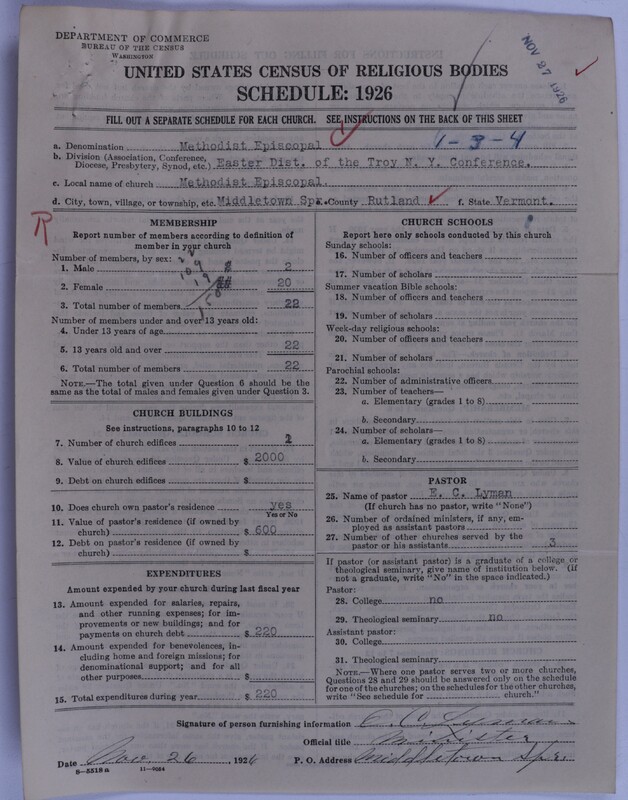 DEPARTMENT OF COMMERCE
BUREAU OF THE CENSUS
WASHINGTON
NOV 27 1926
UNITED STATES CENSUS OF RELIGIOUS BODIES
SCHEDULE: 1926
FILL OUT A SEPARATE SCHEDULE FOR EACH CHURCH. SEE INSTRUCTIONS ON THE BACK OF THIS SHEET
a. Denomination Methodist Episcopal 1-3-4
b. Division (Association, Conference, Diocese, Presbytery, Synod, etc.) Easter Dist. of the Troy N. Y. Conference.
c. Local name of church Methodist Episcopal.
d. City, town, village, or township, etc. Middletown Spr. County Rutland f. State Vermont.
R
MEMBERSHIP
Report number of members according to definition of
member in your church
Number of members, by sex:
1. Male 2
2. Female 20
3. Total number of members 22
Number of members under and over 13 years old:
4. Under 13 years of age
5. 13 years old and over 22
6. Total number of members 22
NOTE.—The total given under Question 6 should be
same as the total of males and females given under Question 3.
CHURCH BUILDINGS
See instructions, paragraphs 10 to 12
7. Number of church edifices 1
8. Value of church edifices $ 2000
9. Debt on church edifices $
10. Does church own pastor's residence yes
Yes or No
11. Value of pastor's residence (if owned by
church) $ 600
12. Debt on pastor's residence (if owned by
church) $
EXPENDITURES
Amount expended by your church during last fiscal year
13. Amount expended for salaries, repairs,
and other running expenses; for im-
provements or new buildings; and for
payments on church debt $ 220
14. Amount expended for benevolences, in-
cluding home and foreign missions; for
denominational support; and for all
other purposes $
15. Total expenditures during year $ 220
CHURCH SCHOOLS
Report here only schools conducted by this church
Sunday schools:
16. Number of officers and teachers
17. Number of scholars
Summer vacation Bible schools:
18. Number of officers and teachers
19. Number of scholars
Week-day religious schools:
20. Number of officers and teachers
21. Number of scholars
Parochial schools:
22. Number of administrative officers
23. Number of teachers—
a. Elementary (grades 1 to 8)
b. Secondary
24. Number of scholars—
a. Elementary (grades 1 to 8)
b. Secondary
PASTOR
25. Name of pastor E. C. Lyman
(If church has no pastor, write "None")
26. Number of ordained ministers, if any, em-
ployed as assistant pastors
27. Number of other churches served by the
pastor or his assistants 3
If pastor (or assistant pastor) is a graduate of a college or
theological seminary, give name of institution below. (If
not a graduate, write "No" in the space indicated.)
Pastor:
28. College no
29. Theological seminary no
Assistant pastor:
30. College
31. Theological seminary
NOTE.—Where one pastor serves two or more churches,
Questions 28 and 29 should be answered only on the schedule
for one of the churches; on the schedules for the other churches,
write "See schedule for church."
Signature of person furnishing information E. C. Lyman
Official title Minister
Date Nov. 26, 1926 P. O. Address Middletown Spr.
8—5518a 11—9064